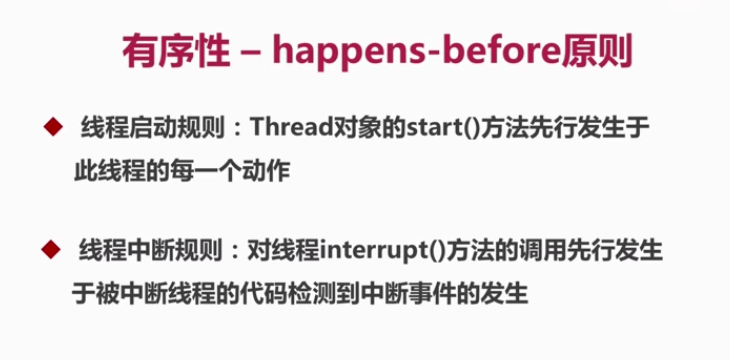 有序性 – happens-before原则
线程启动规则：Thread对象的start()方法先行发生于
此线程的每一个动作
线程中断规则：对线程interrupt()方法的调用先行发生
于被中断线程的代码检测到中断事件的发生